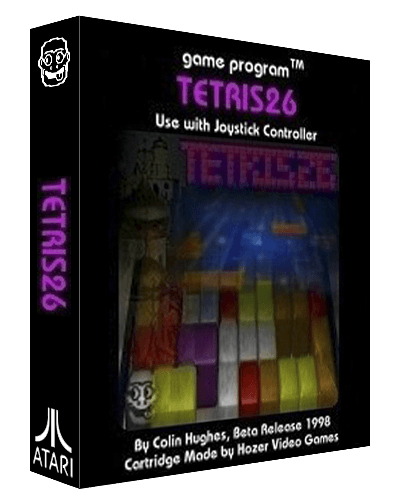 game program™
TETRIS26
Use with Joystick Controller
TETRIS26
By Colin Hughes, Beta Release 1998
Cartridge Made by Hozer Video Games
TETRIS26
ATARI